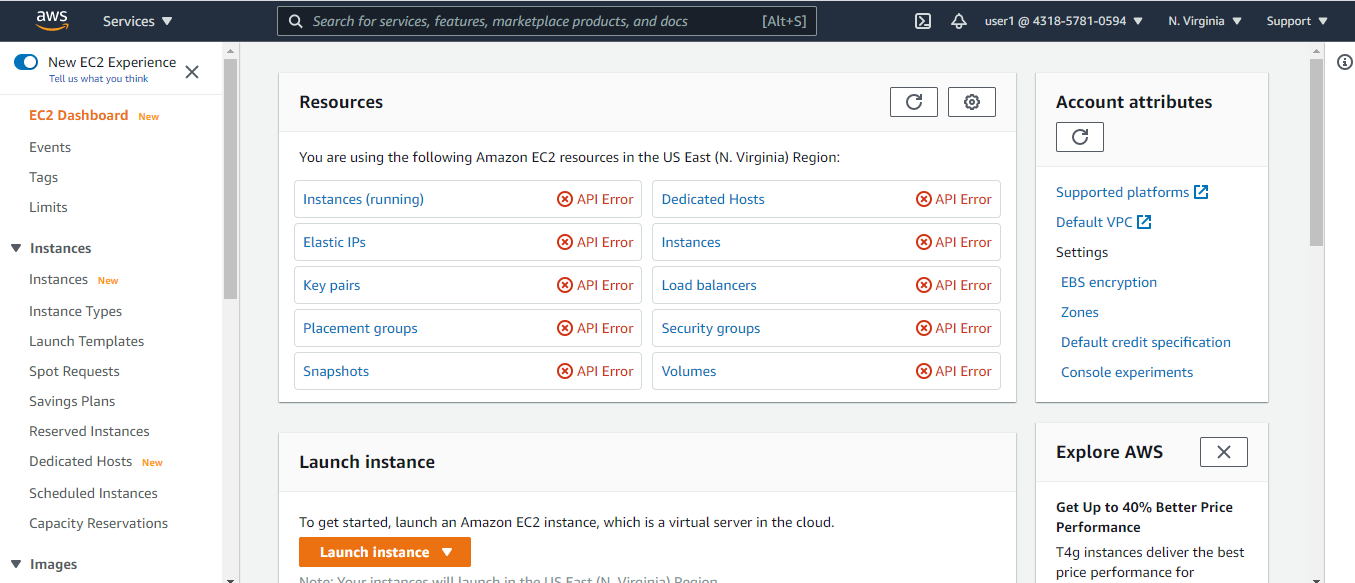 aws Services Search for services, features, marketplace products, and docs [Alt+S] user1 @ 4318-5781-0594 N. Virginia Support
New EC2 Experience
Tell us what you think
EC2 Dashboard New
Events
Tags
Limits
Instances
Instances New
Instance Types
Launch Templates
Spot Requests
Savings Plans
Reserved Instances
Dedicated Hosts New
Scheduled Instances
Capacity Reservations
Images
Resources
You are using the following Amazon EC2 resources in the US East (N. Virginia) Region:
Instances (running) API Error Dedicated Hosts API Error
Elastic IPs API Error Instances API Error
Key pairs API Error Load balancers API Error
Placement groups API Error Security groups API Error
Snapshots API Error Volumes API Error
Launch instance
To get started, launch an Amazon EC2 instance, which is a virtual server in the cloud.
Launch instance
Note: Your instances will launch in the US East (N. Virginia) Region
Account attributes
Supported platforms
Default VPC
Settings
EBS encryption
Zones
Default credit specification
Console experiments
Explore AWS
Get Up to 40% Better Price
Performance
T4g instances deliver the best
price performance for